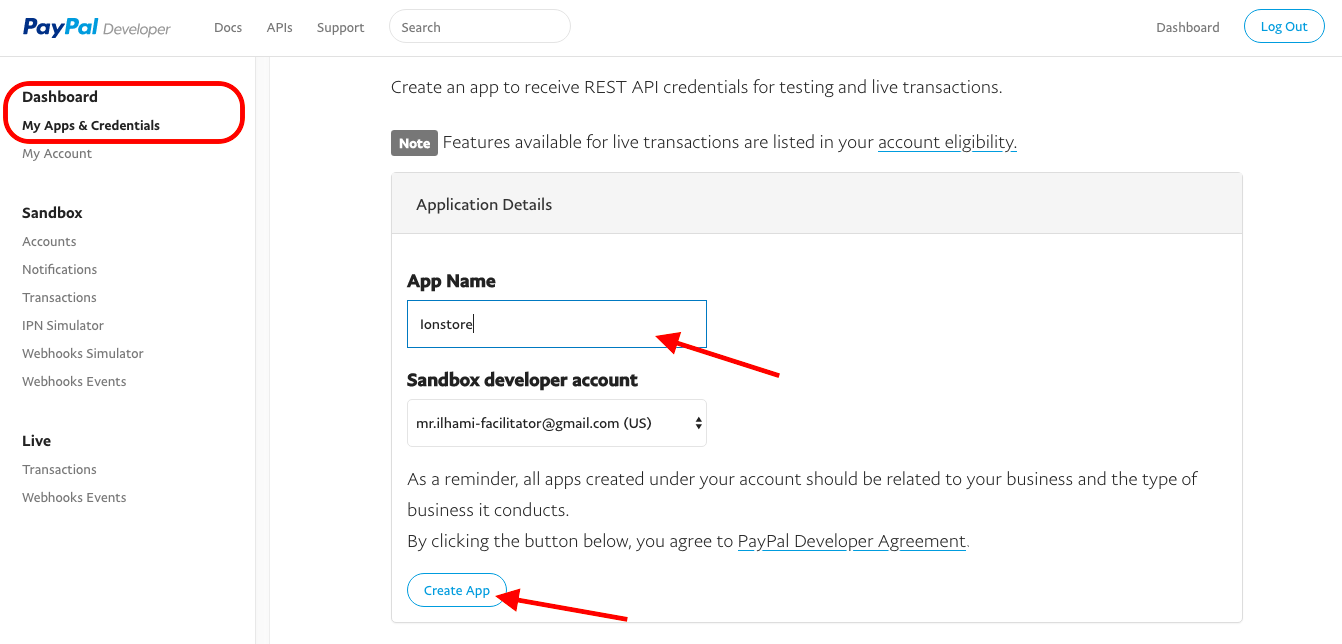 PayPal Developer
Docs
APIs
Support
Search
Dashboard
Log Out
Dashboard
My Apps & Credentials
My Account
Sandbox
Accounts
Notifications
Transactions
IPN Simulator
Webhooks Simulator
Webhooks Events
Live
Transactions
Webhooks Events
Create an app to receive REST API credentials for testing and live transactions.
Note Features available for live transactions are listed in your account eligibility.
Application Details
App Name
Ionstore
Sandbox developer account
mr.ilhami-facilitator@gmail.com (US)
As a reminder, all apps created under your account should be related to your business and the type of
business it conducts.
By clicking the button below, you agree to PayPal Developer Agreement.
Create App